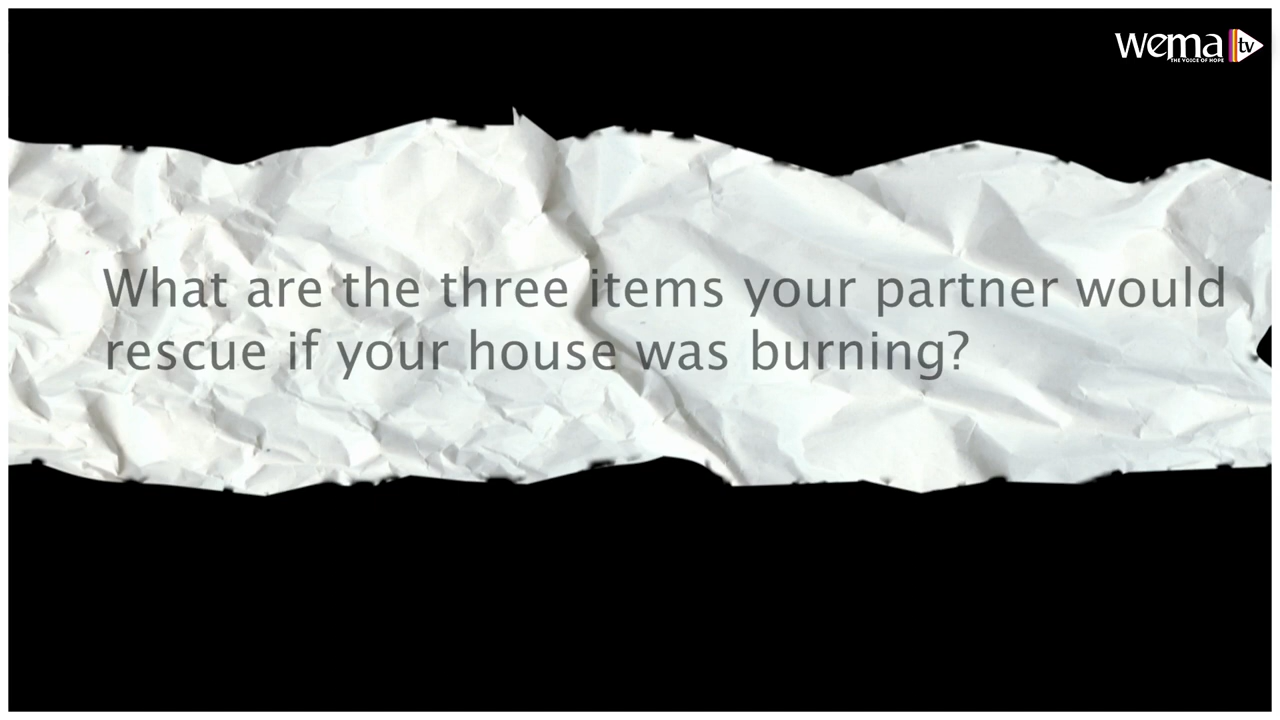 wema tv
THE VOICE OF HOPE
What are the three items your partner would
rescue if your house was burning?